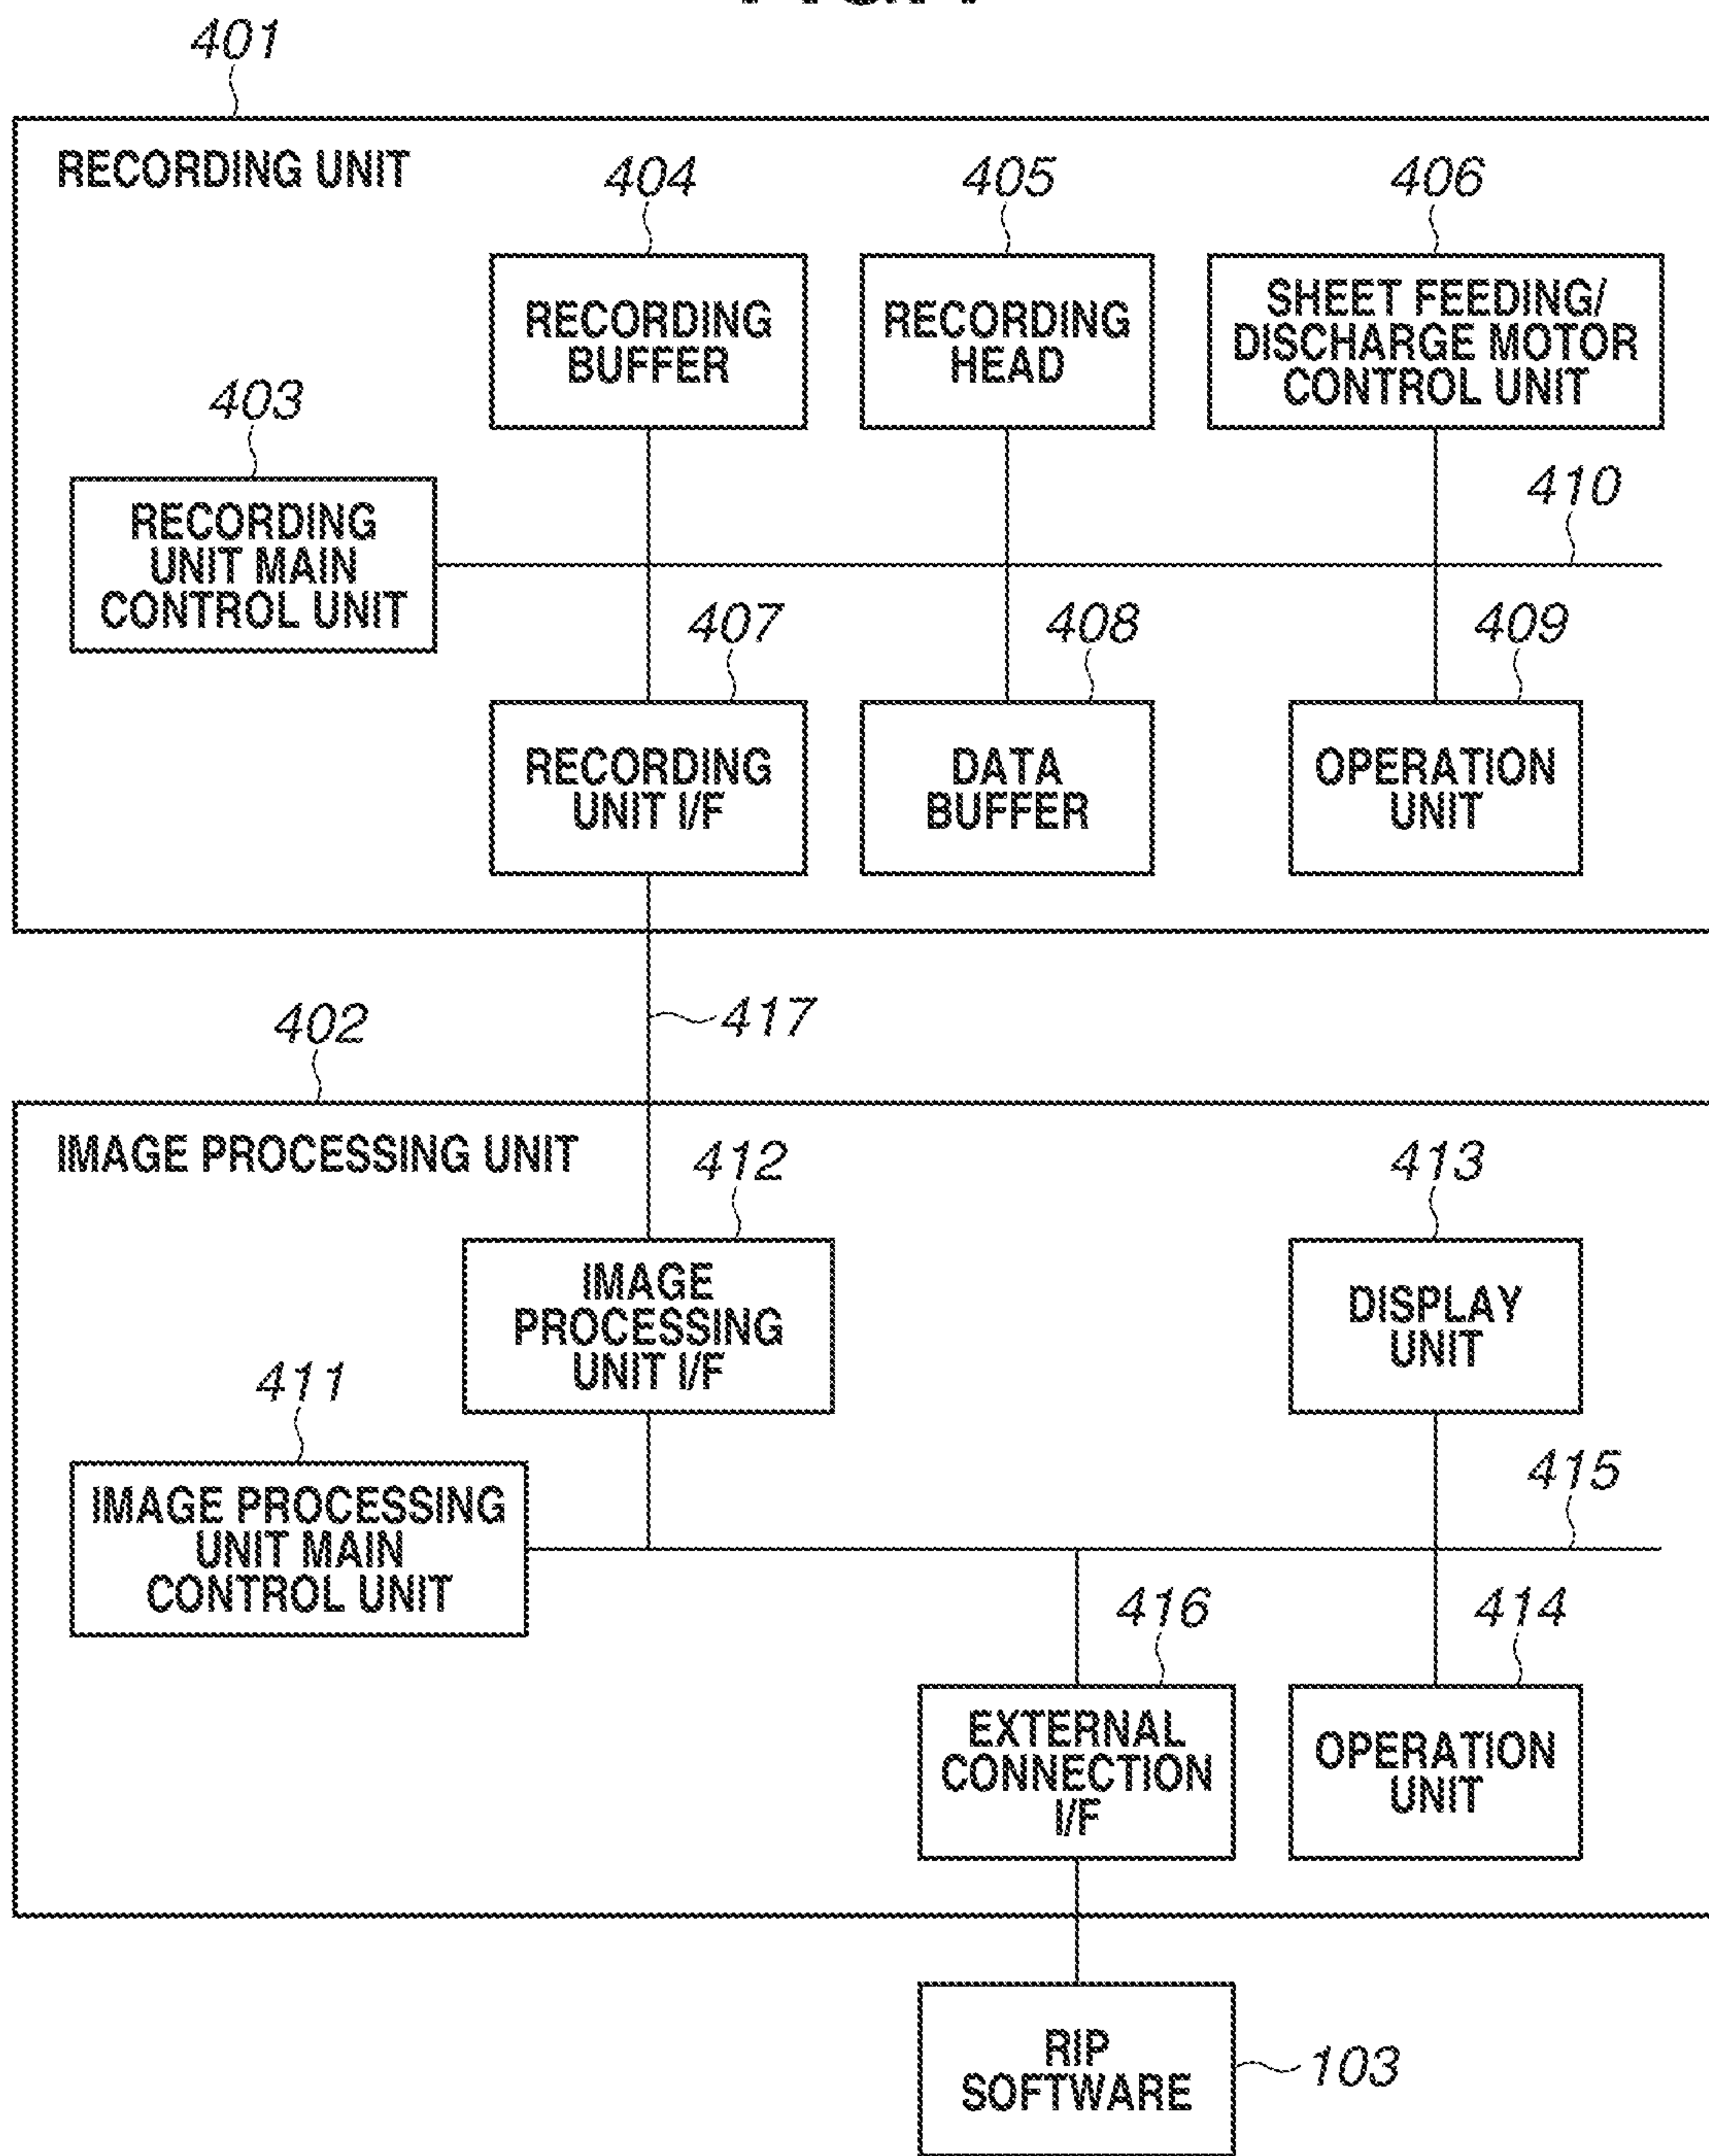 401
RECORDING UNIT
404
405
406
RECORDING
BUFFER
RECORDING
HEAD
SHEET FEEDING/
DISCHARGE MOTOR
CONTROL UNIT
403
410
RECORDING
UNIT MAIN
CONTROL UNIT
407
408
409
RECORDING
UNIT I/F
DATA
BUFFER
OPERATION
UNIT
417
402
IMAGE PROCESSING UNIT
412
413
IMAGE
PROCESSING
UNIT I/F
DISPLAY
UNIT
411
415
IMAGE PROCESSING
UNIT MAIN
CONTROL UNIT
416
414
EXTERNAL
CONNECTION
I/F
OPERATION
UNIT
RIP
SOFTWARE
103